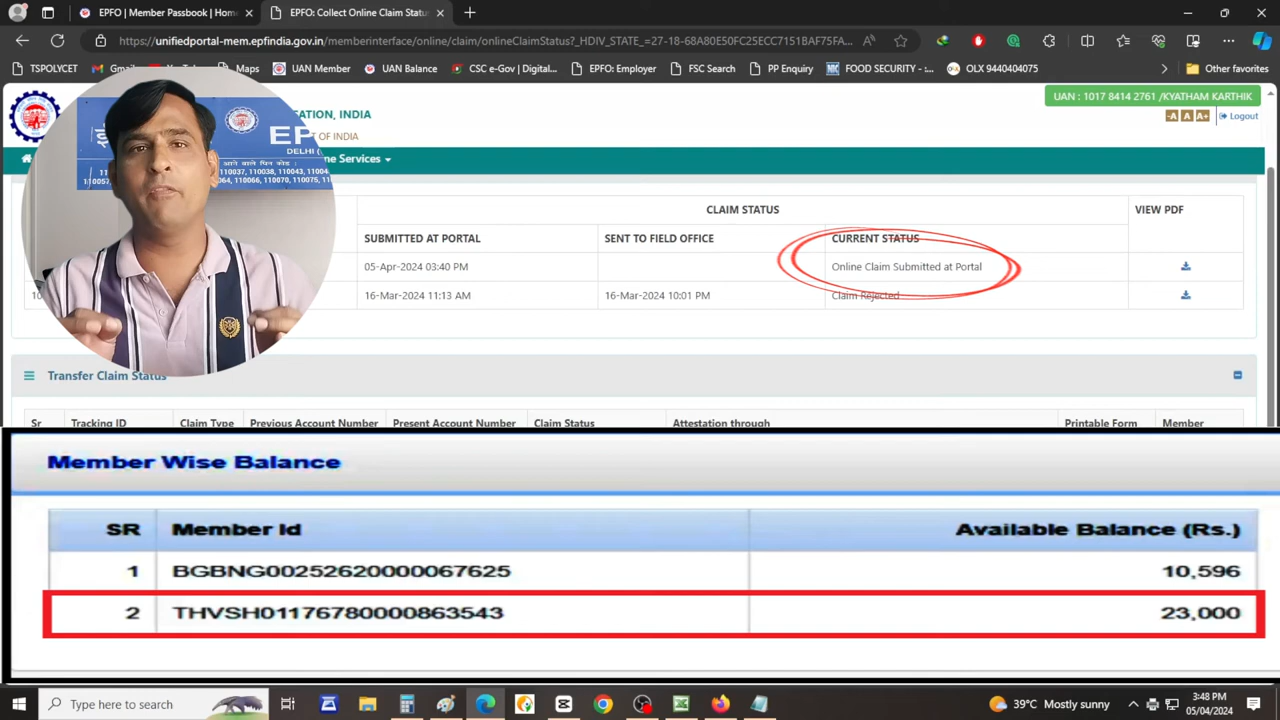 EPFO | Member Passbook | Hom
EPFO: Collect Online Claim Status
https://unifiedportal-mem.epfindia.gov.in/memberinterface/online/claim/onlineClaimStatus?_HDIV_STATE_=27-18-68A80E50FC25ECC7151BAF75FA...
TSPOLYCET
Gmail
Maps
UAN Member
UAN Balance
CSC e-Gov | Digital...
EPFO: Employer
FSC Search
PP Enquiry
FOOD SECURITY -:...
OLX 9440404075
Other favorites
UAN : 1017 8414 2761 /KYATHAM KARTHIK
-A A A+
Logout
SATION, INDIA
T OF INDIA
EP
DELHI
आने वाले पिन कोड :
Services
CLAIM STATUS
VIEW PDF
SUBMITTED AT PORTAL
SENT TO FIELD OFFICE
CURRENT STATUS
05-Apr-2024 03:40 PM
Online Claim Submitted at Portal
10
16-Mar-2024 11:13 AM
16-Mar-2024 10:01 PM
Claim Rejected
Transfer Claim Status
Sr
Tracking ID
Claim Type
Previous Account Number
Present Account Number
Claim Status
Attestation through
Printable Form
Member
Member Wise Balance
SR
Member Id
Available Balance (Rs.)
1
BGBNG00252620000067625
10,596
2
THVSH01176780000863543
23,000
Type here to search
39°C Mostly sunny
3:48 PM
05/04/2024